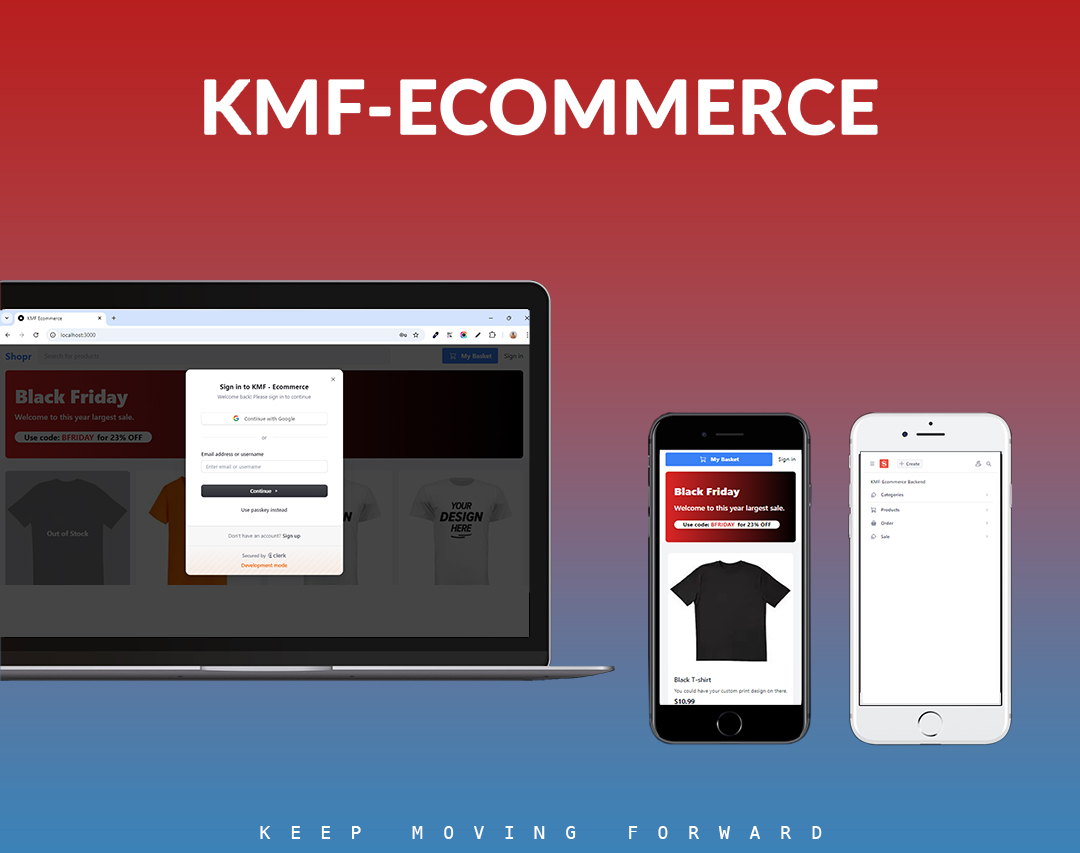 KMF-ECOMMERCE
KMF Ecommerce
localhost:3000
Shopr
Search for products
My Basket
Sign in
Black Friday
Welcome to this year largest sale.
Use code: BFRIDAY for 23% OFF
Out of Stock
YOUR
DESIGN
HERE
N
Sign in to KMF - Ecommerce
Welcome back! Please sign in to continue
Continue with Google
or
Email address or username
Enter email or username
Continue
Use passkey instead
Don't have an account? Sign up
Secured by clerk
Development mode
My Basket
Sign in
Black Friday
Welcome to this year largest sale.
Use code: BFRIDAY for 23% OFF
Black T-shirt
You could have your custom print design on there.
$10.99
S
+ Create
KMF-Ecommerce Backend
Categories
Products
Order
Sale
KEEP MOVING FORWARD